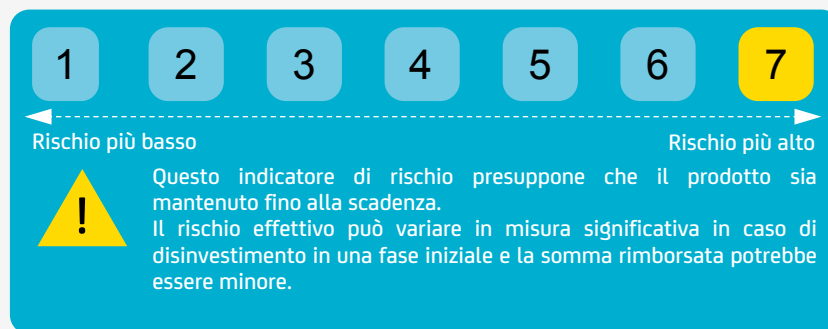 1 2 3 4 5 6 7
Rischio più basso Rischio più alto
!
Questo indicatore di rischio presuppone che il prodotto sia
mantenuto fino alla scadenza.
Il rischio effettivo può variare in misura significativa in caso di
disinvestimento in una fase iniziale e la somma rimborsata potrebbe
essere minore.